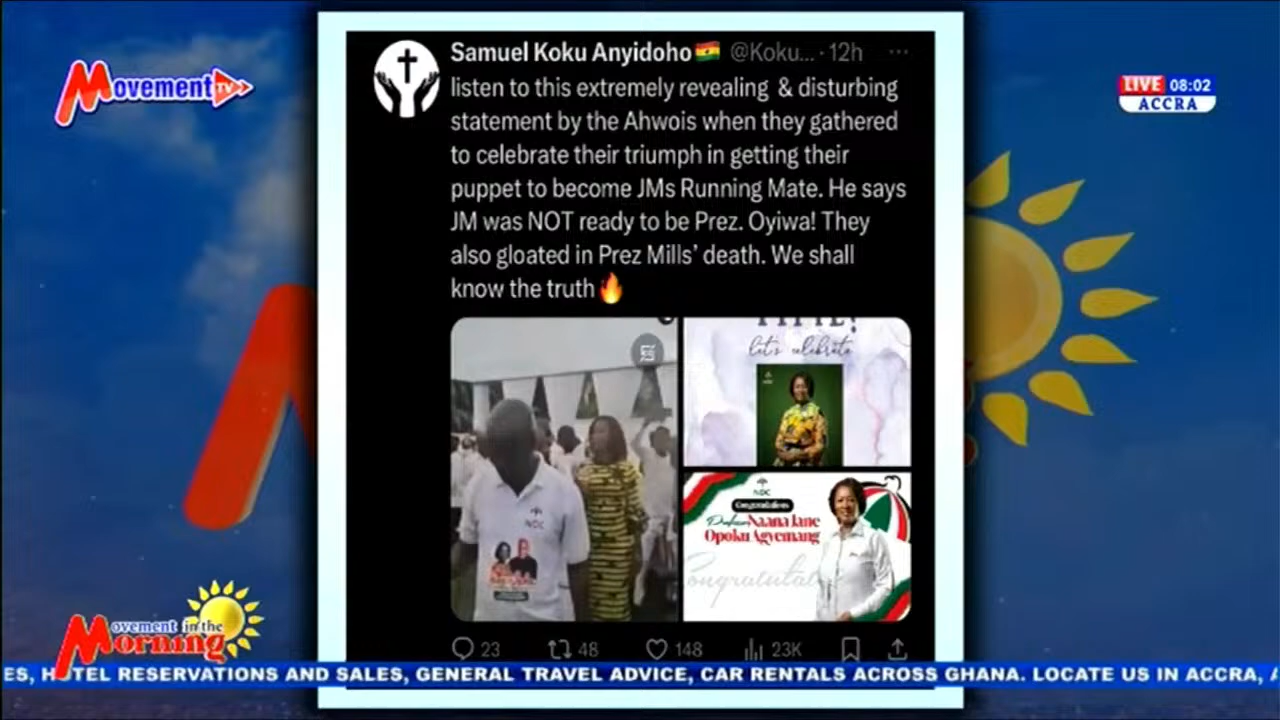 Movement TV
LIVE 08:02
ACCRA
Samuel Koku Anyidoho @Koku... · 12h
listen to this extremely revealing & disturbing
statement by the Ahwois when they gathered
to celebrate their triumph in getting their
puppet to become JMs Running Mate. He says
JM was NOT ready to be Prez. Oyiwa! They
also gloated in Prez Mills' death. We shall
know the truth🔥
let's celebrate
NDC
NDC
Congratulations
Naana Jane
Opoku Agyemang
23 48 148 23K
Movement in the
Morning
ES, HOTEL RESERVATIONS AND SALES, GENERAL TRAVEL ADVICE, CAR RENTALS ACROSS GHANA. LOCATE US IN ACCRA,